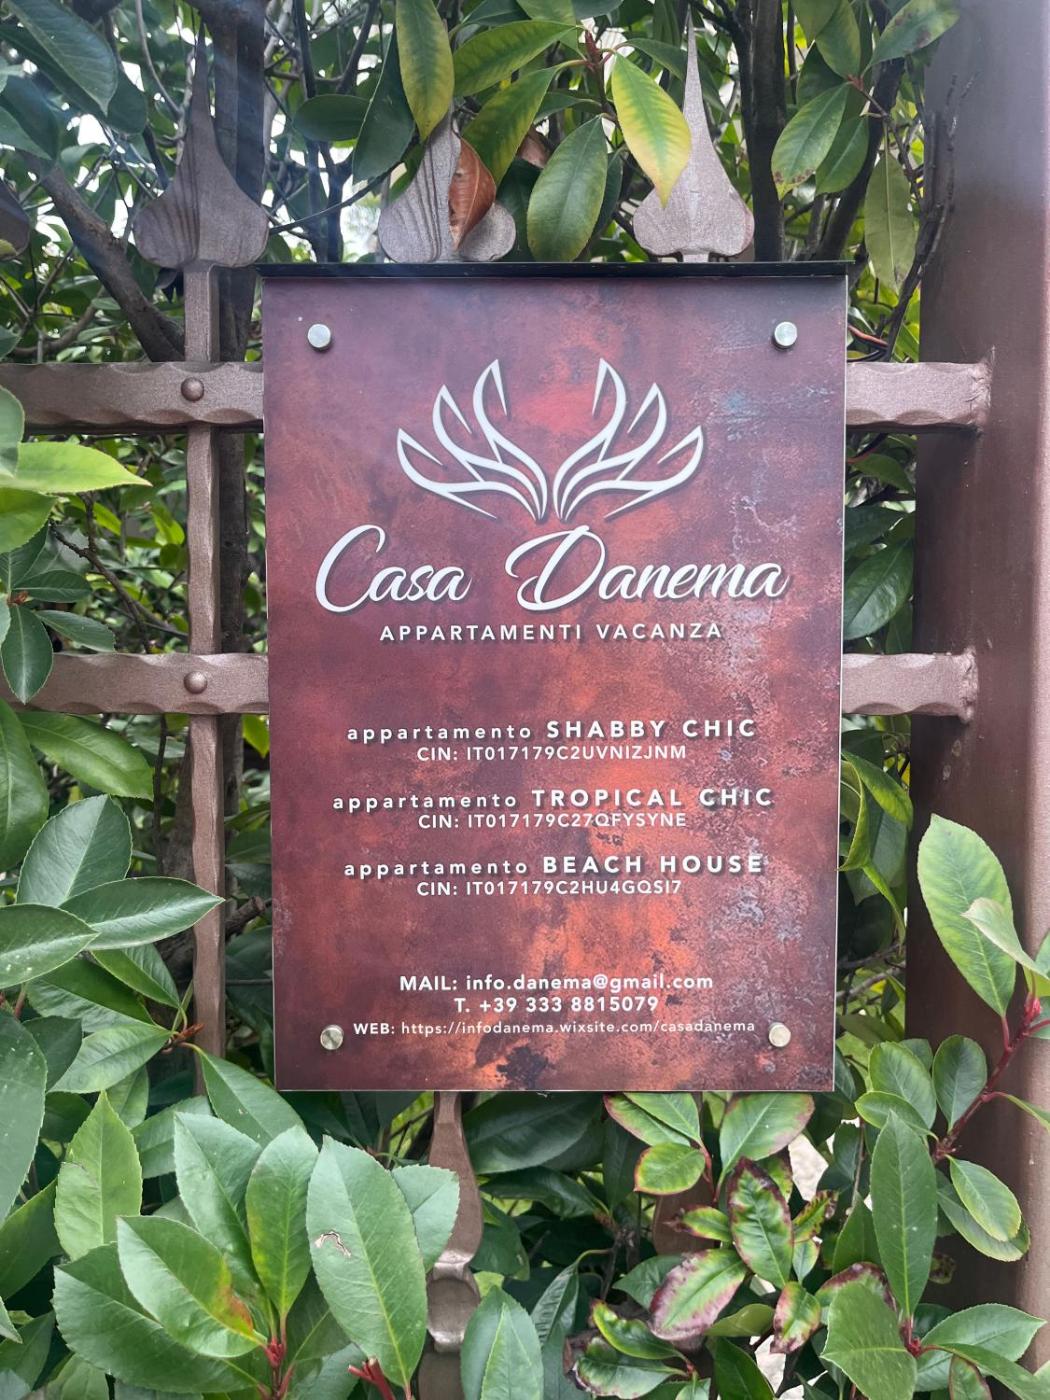 Casa Danema
APPARTAMENTI VACANZA
appartamento SHABBY CHIC
CIN: IT017179C2UVNIZJNM
appartamento TROPICAL CHIC
CIN: IT017179C27QFYSYNE
appartamento BEACH HOUSE
CIN: IT017179C2HU4GQSI7
MAIL: info.danema@gmail.com
T. +39 333 8815079
WEB: https://infodanema.wixsite.com/casadanema